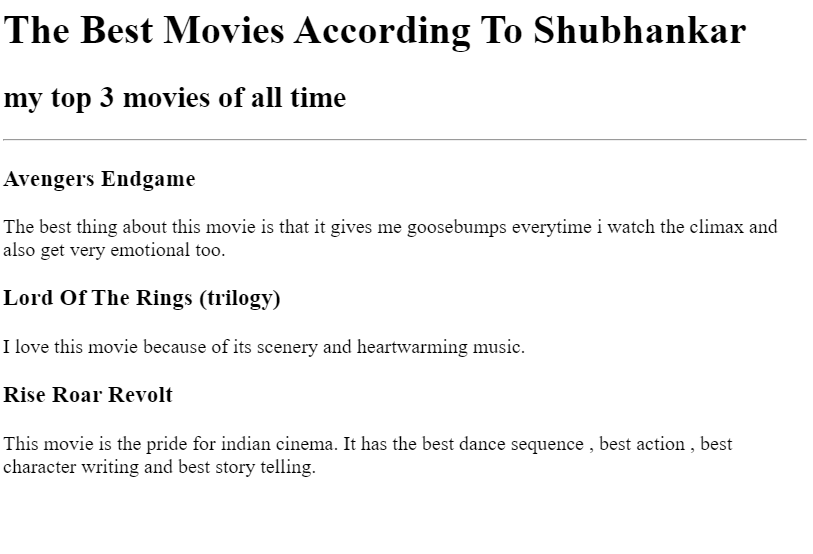 The Best Movies According To Shubhankar
my top 3 movies of all time
Avengers Endgame
The best thing about this movie is that it gives me goosebumps everytime i watch the climax and
also get very emotional too.
Lord Of The Rings (trilogy)
I love this movie because of its scenery and heartwarming music.
Rise Roar Revolt
This movie is the pride for indian cinema. It has the best dance sequence , best action , best
character writing and best story telling.